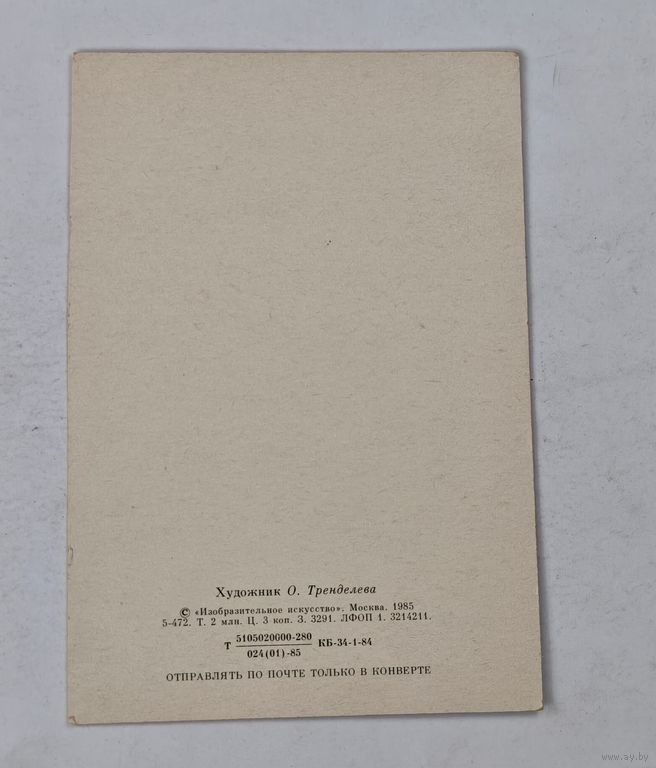 Художник О. Тренделева
© «Изобразительное искусство». Москва. 1985
5-472. Т. 2 млн. Ц. 3 коп. З. 3291. ЛФОП 1. 3214211.
5105020000-280
Т КБ-34-1-84
024(01)-85
ОТПРАВЛЯТЬ ПО ПОЧТЕ ТОЛЬКО В КОНВЕРТЕ
www.ay.by